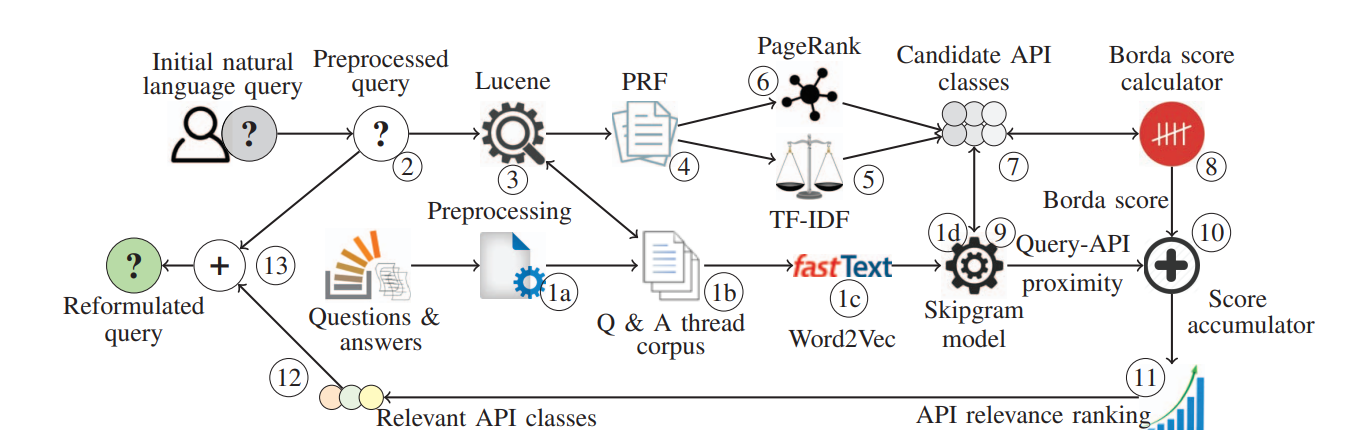 Initial natural
language query
?
Preprocessed
query
?
2
Lucene
3
PRF
4
PageRank
6
5
TF-IDF
Candidate API
classes
7
Borda score
calculator
8
Borda score
Reformulated
query
?
+
13
Questions &
answers
Preprocessing
1a
Q & A thread
corpus
1b
fastText
1c
Word2Vec
1d
9
Skipgram
model
Query-API
proximity
10
Score
accumulator
12
Relevant API classes
11
API relevance ranking